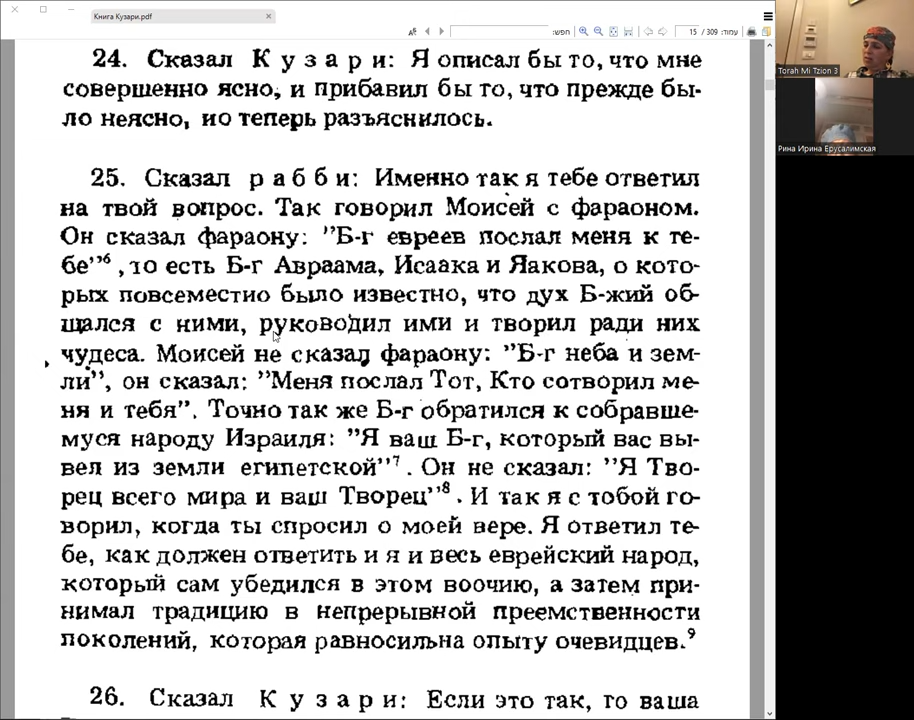 Книга Кузари.pdf
חפש:
עמוד: 15 / 309
24. Сказал Кузари: Я описал бы то, что мне
совершенно ясно, и прибавил бы то, что прежде бы-
ло неясно, но теперь разъяснилось.
25. Сказал рабби: Именно так я тебе ответил
на твой вопрос. Так говорил Моисей с фараоном.
Он сказал фараону: "Б-г евреев послал меня к те-
бе"6, то есть Б-г Авраама, Исаака и Яакова, о кото-
рых повсеместно было известно, что дух Б-жий об-
щался с ними, руководил ими и творил ради них
чудеса. Моисей не сказал фараону: "Б-г неба и зем-
ли", он сказал: "Меня послал Тот, Кто сотворил ме-
ня и тебя". Точно так же Б-г обратился к собравше-
муся народу Израиля: "Я ваш Б-г, который вас вы-
вел из земли египетской"7. Он не сказал: "Я Тво-
рец всего мира и ваш Творец"8. И так я с тобой го-
ворил, когда ты спросил о моей вере. Я ответил те-
бе, как должен ответить и я и весь еврейский народ,
который сам убедился в этом воочию, а затем при-
нимал традицию в непрерывной преемственности
поколений, которая равносильна опыту очевидцев.9
26. Сказал Кузари: Если это так, то ваша
Torah Mi Tzion 3
Рина Ирина Ерусалимская